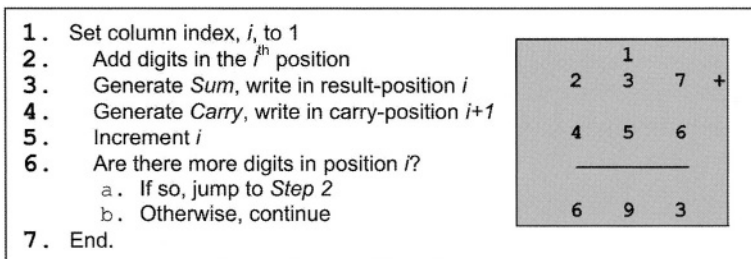 1. Set column index, i, to 1
2. Add digits in the ith position
3. Generate Sum, write in result-position i
4. Generate Carry, write in carry-position i+1
5. Increment i
6. Are there more digits in position i?
a. If so, jump to Step 2
b. Otherwise, continue
7. End.
1
2 3 7 +
4 5 6
6 9 3